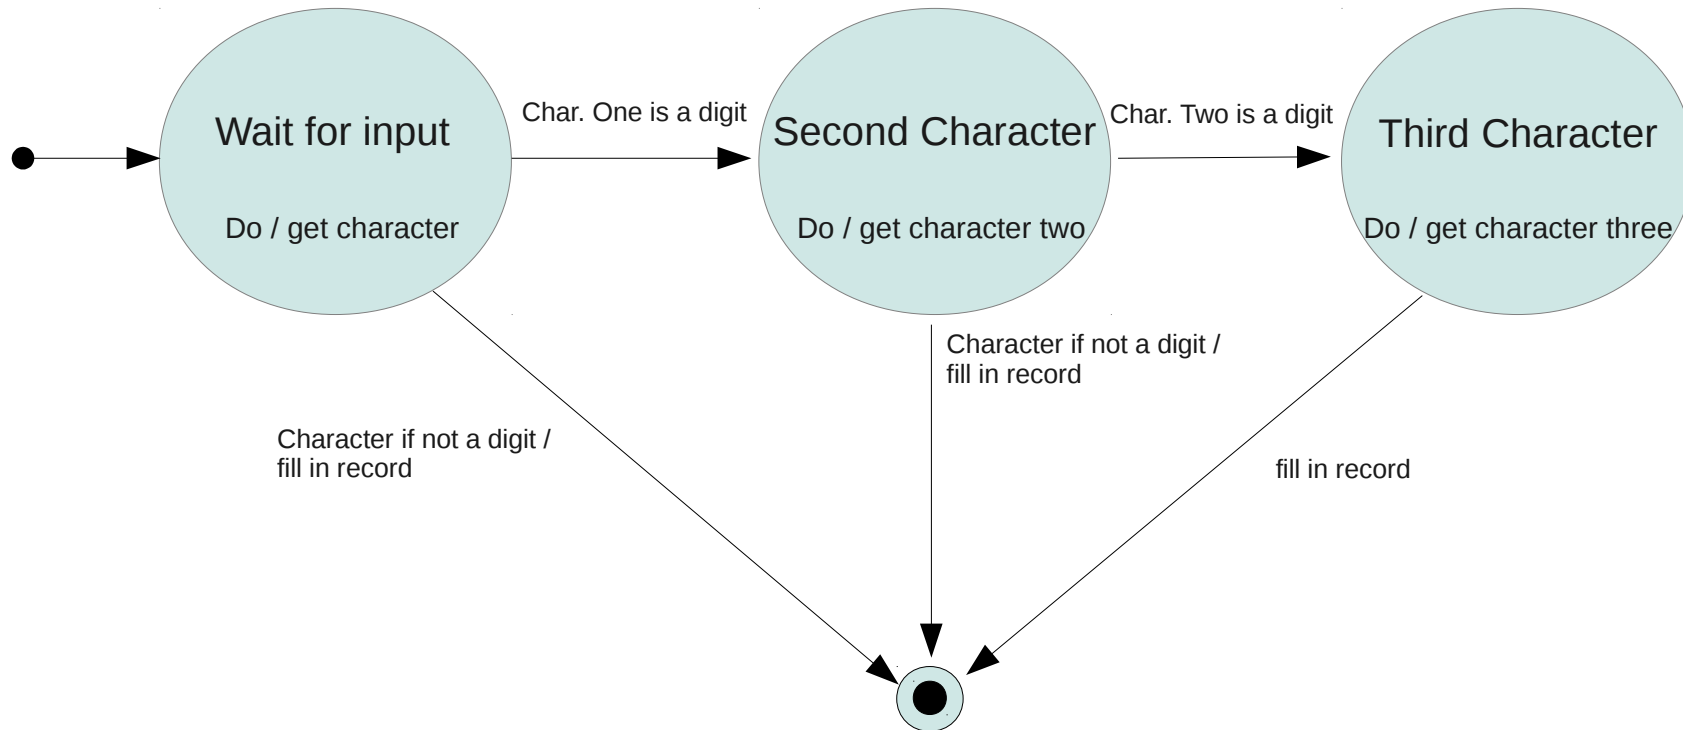 Wait for input
Do / get character
Char. One is a digit
Second Character
Do / get character two
Char. Two is a digit
Third Character
Do / get character three
Character if not a digit /
fill in record
Character if not a digit /
fill in record
fill in record